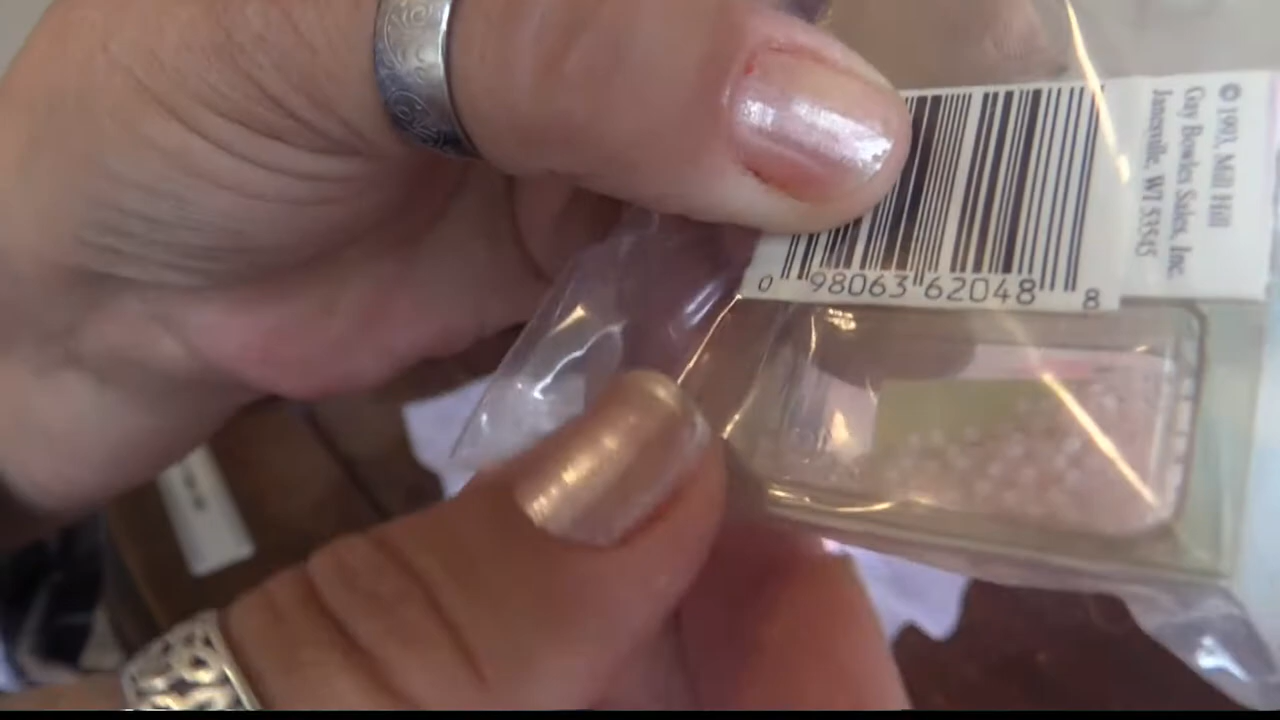 © 1993, Mill Hill
Gay Bowles Sales, Inc.
Janesville, WI 53545
0 98063 62048 8